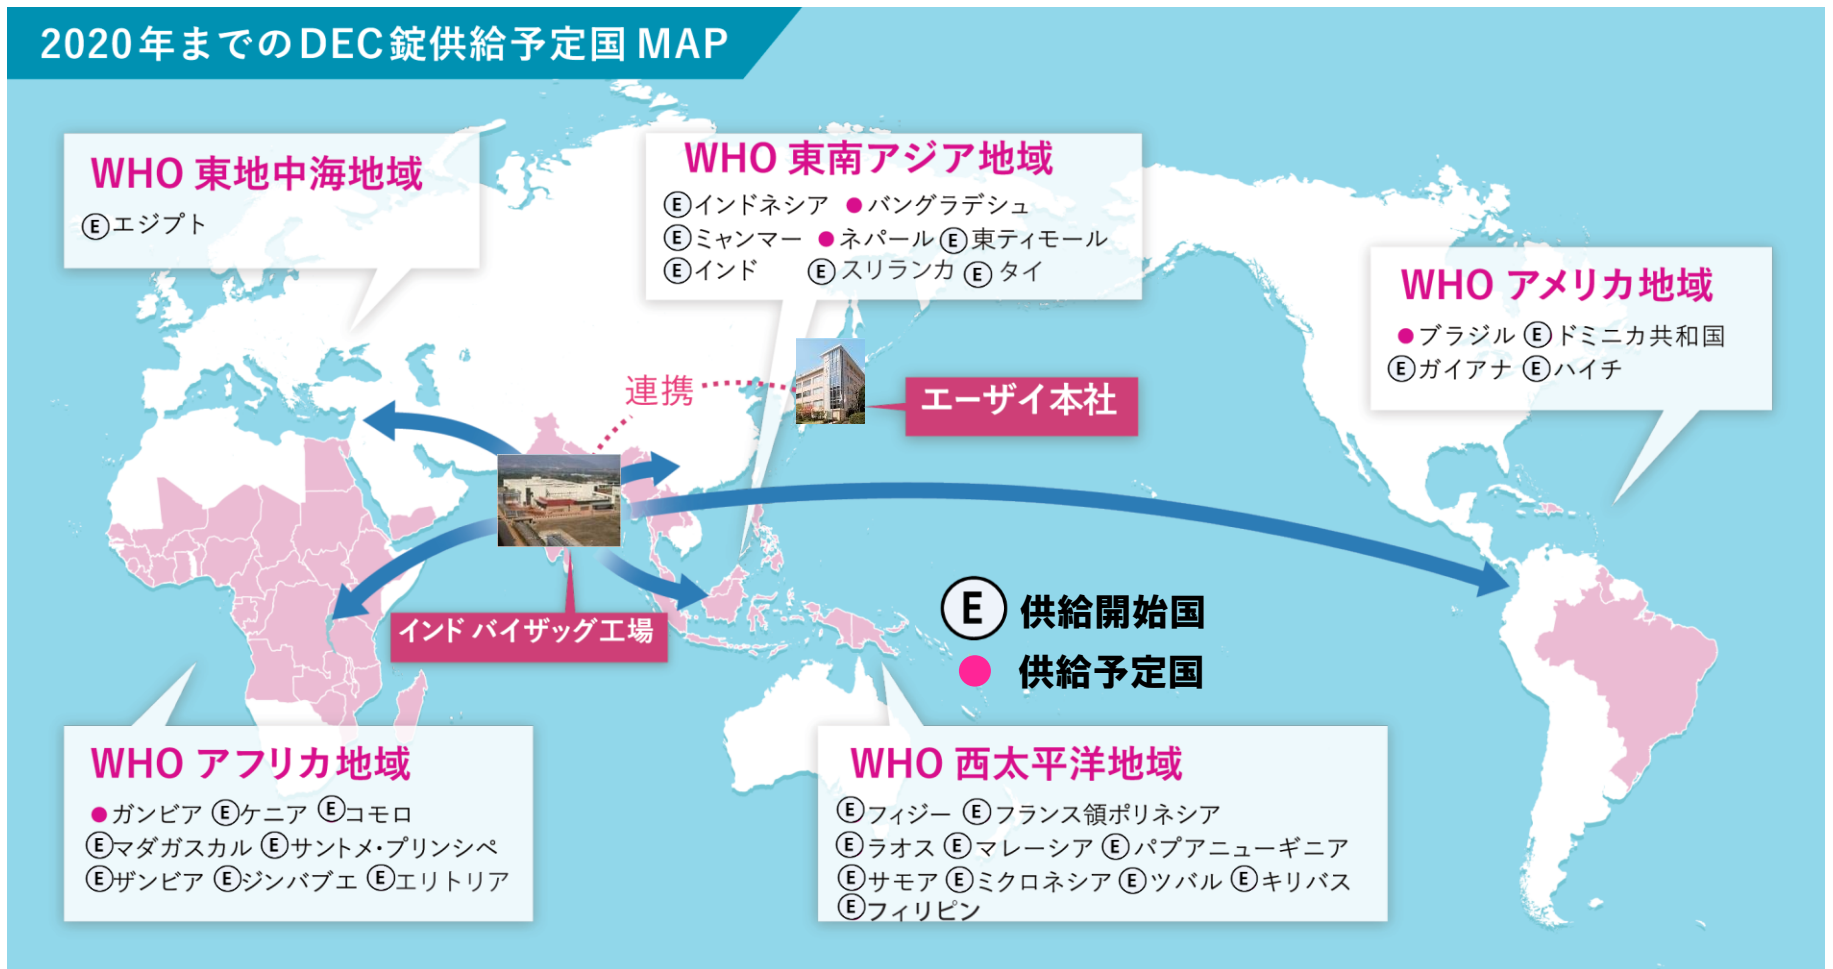 2020年までのDEC錠供給予定国 MAP
WHO 東地中海地域
Ⓔエジプト
WHO 東南アジア地域
Ⓔインドネシア ●バングラデシュ
Ⓔミャンマー ●ネパール Ⓔ東ティモール
Ⓔインド Ⓔスリランカ Ⓔタイ
WHO アメリカ地域
●ブラジル Ⓔドミニカ共和国
Ⓔガイアナ Ⓔハイチ
連携
エーザイ本社
インド バイザッグ工場
Ⓔ 供給開始国
● 供給予定国
WHO アフリカ地域
●ガンビア Ⓔケニア Ⓔコモロ
Ⓔマダガスカル Ⓔサントメ・プリンシペ
Ⓔザンビア Ⓔジンバブエ Ⓔエリトリア
WHO 西太平洋地域
Ⓔフィジー Ⓔフランス領ポリネシア
Ⓔラオス Ⓔマレーシア Ⓔパプアニューギニア
Ⓔサモア Ⓔミクロネシア Ⓔツバル Ⓔキリバス
Ⓔフィリピン